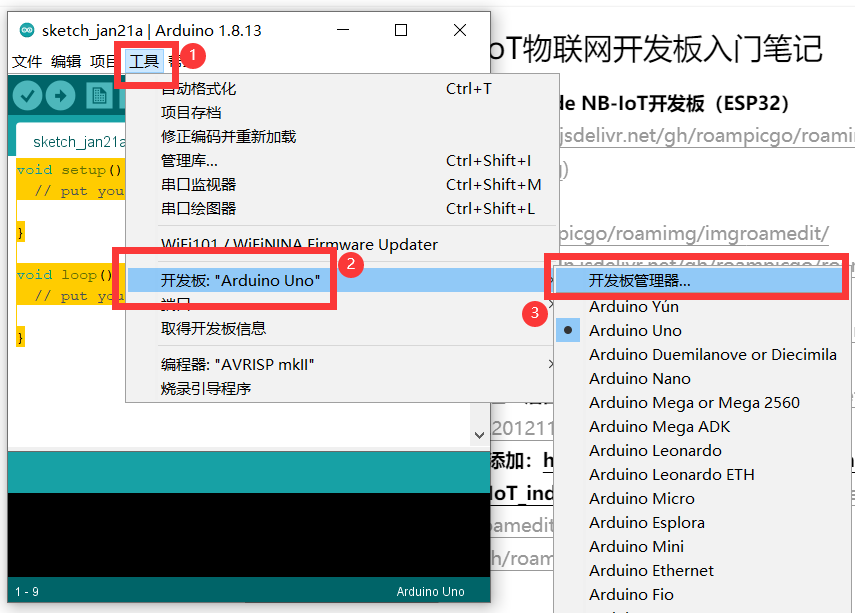 sketch_jan21a | Arduino 1.8.13
文件 编辑 项目 工具
1
自动格式化 Ctrl+T
项目存档
修正编码并重新加载
管理库... Ctrl+Shift+I
串口监视器 Ctrl+Shift+M
串口绘图器 Ctrl+Shift+L
WiFi101 / WiFiNINA Firmware Updater
开发板: "Arduino Uno"
2
端口
取得开发板信息
编程器: "AVRISP mkII"
烧录引导程序
sketch_jan21a
void setup()
// put you
}
void loop()
// put you
}
3
开发板管理器...
Arduino Yún
Arduino Uno
Arduino Duemilanove or Diecimila
Arduino Nano
Arduino Mega or Mega 2560
Arduino Mega ADK
Arduino Leonardo
Arduino Leonardo ETH
Arduino Micro
Arduino Esplora
Arduino Mini
Arduino Ethernet
Arduino Fio
1 - 9 Arduino Uno
oT物联网开发板入门笔记
de NB-IoT开发板（ESP32）
jsdelivr.net/gh/roampicgo/roami
g)
picgo/roamimg/imgroamedit/
jsdelivr.net/gh/roampicgo/roa
201211
添加：h
IoT_ind
oamedit
h/roam